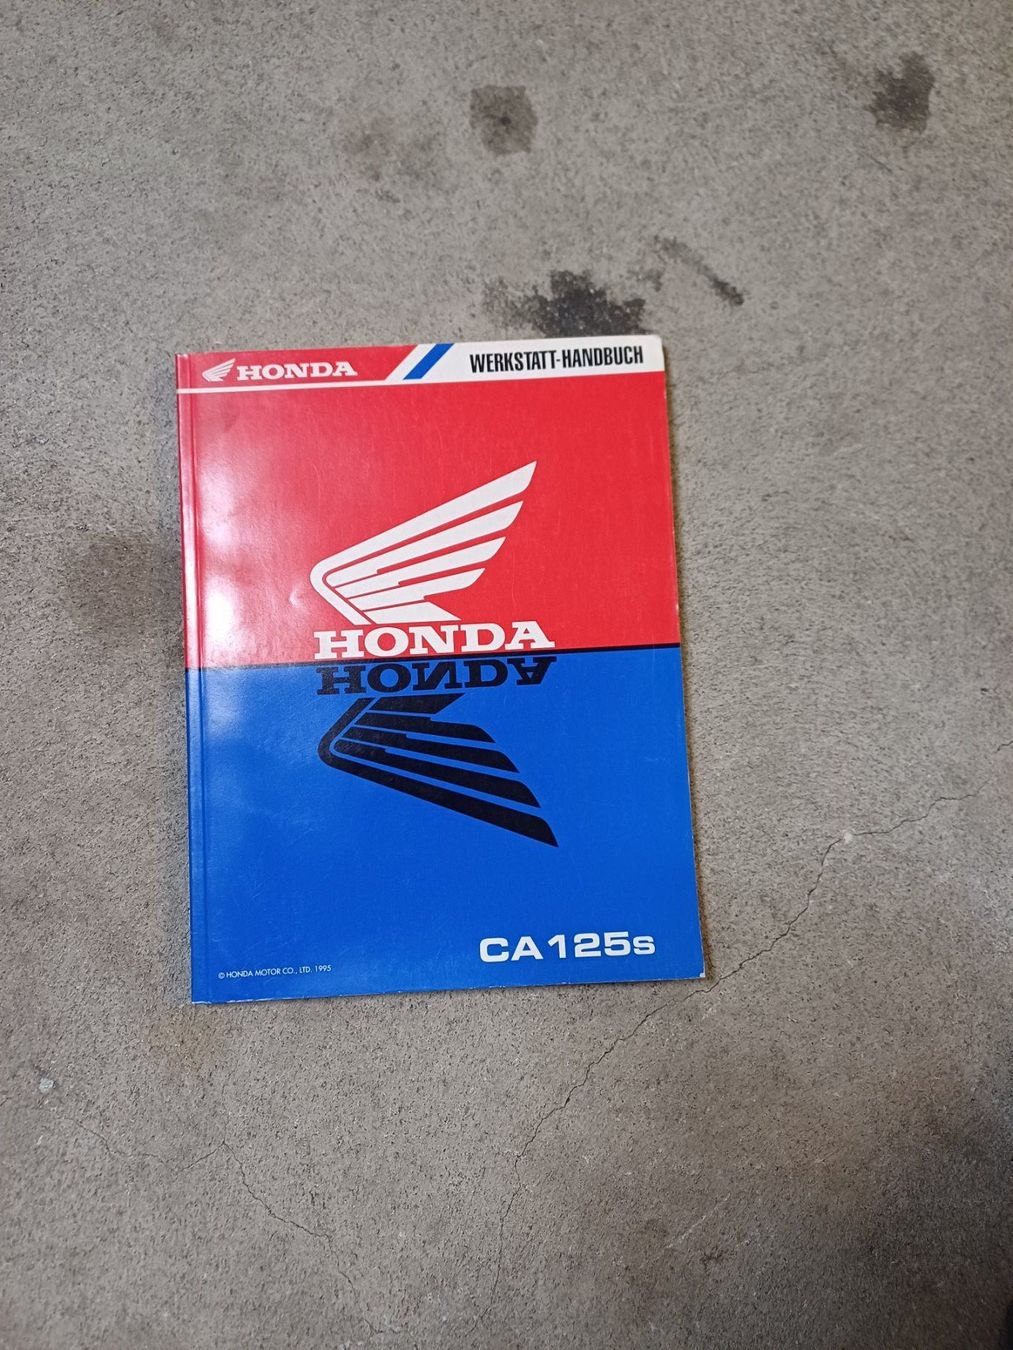 HONDA
WERKSTATT-HANDBUCH
HONDA
HONDA
CA125s
© HONDA MOTOR CO., LTD. 1995